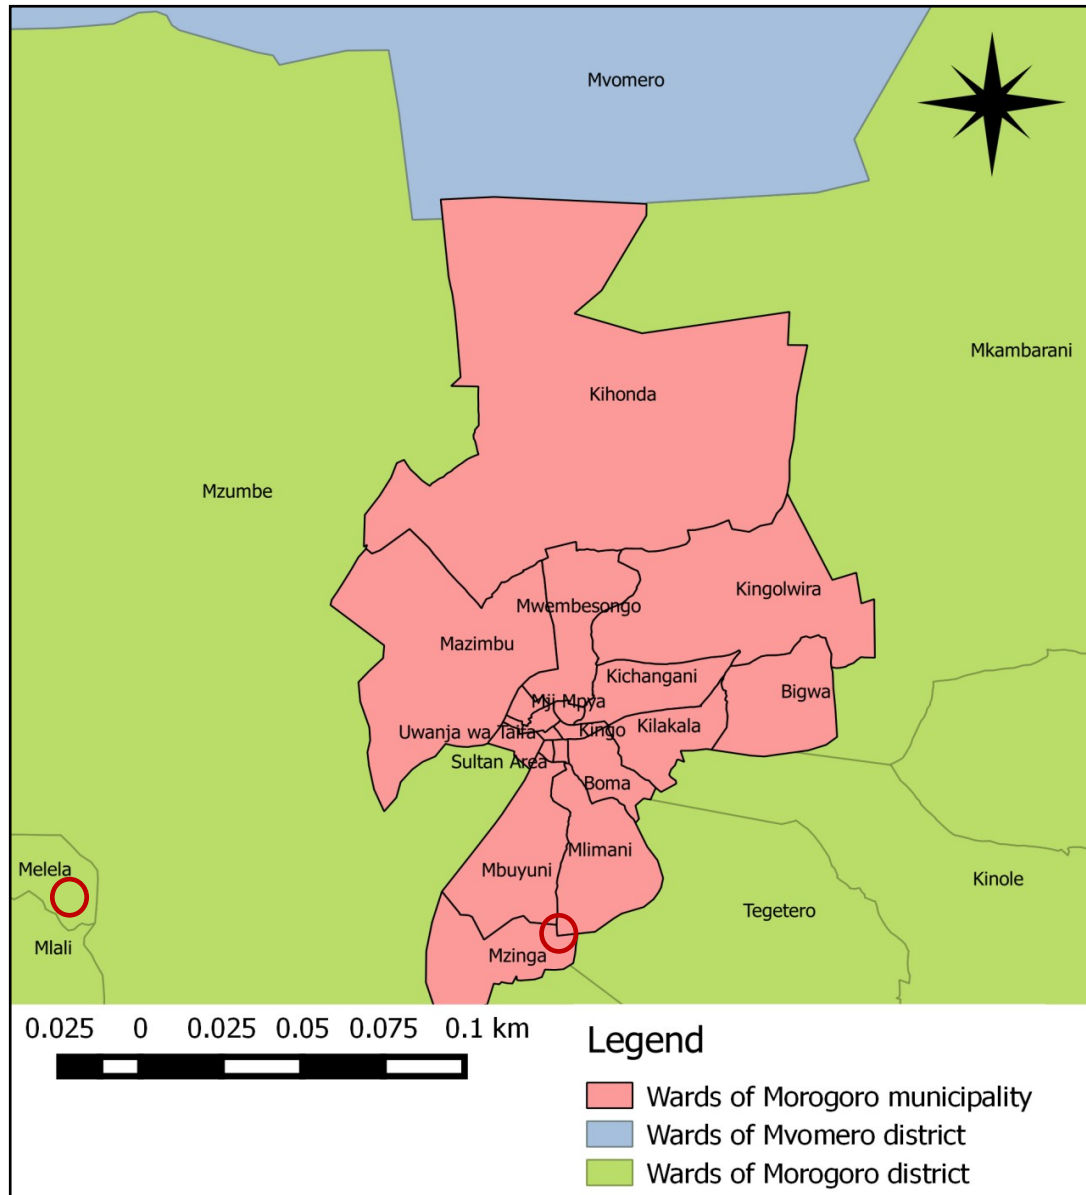 Mvomero
Mkambarani
Kihonda
Mzumbe
Kingolwira
Mwembesongo
Mazimbu
Kichangani
Bigwa
Mji Mpya
Kilakala
Uwanja wa Taifa
Kingo
Sultan Area
Boma
Mlimani
Mbuyuni
Melela
Kinole
Tegetero
Mlali
Mzinga
0.025 0 0.025 0.05 0.075 0.1 km
Legend
Wards of Morogoro municipality
Wards of Mvomero district
Wards of Morogoro district